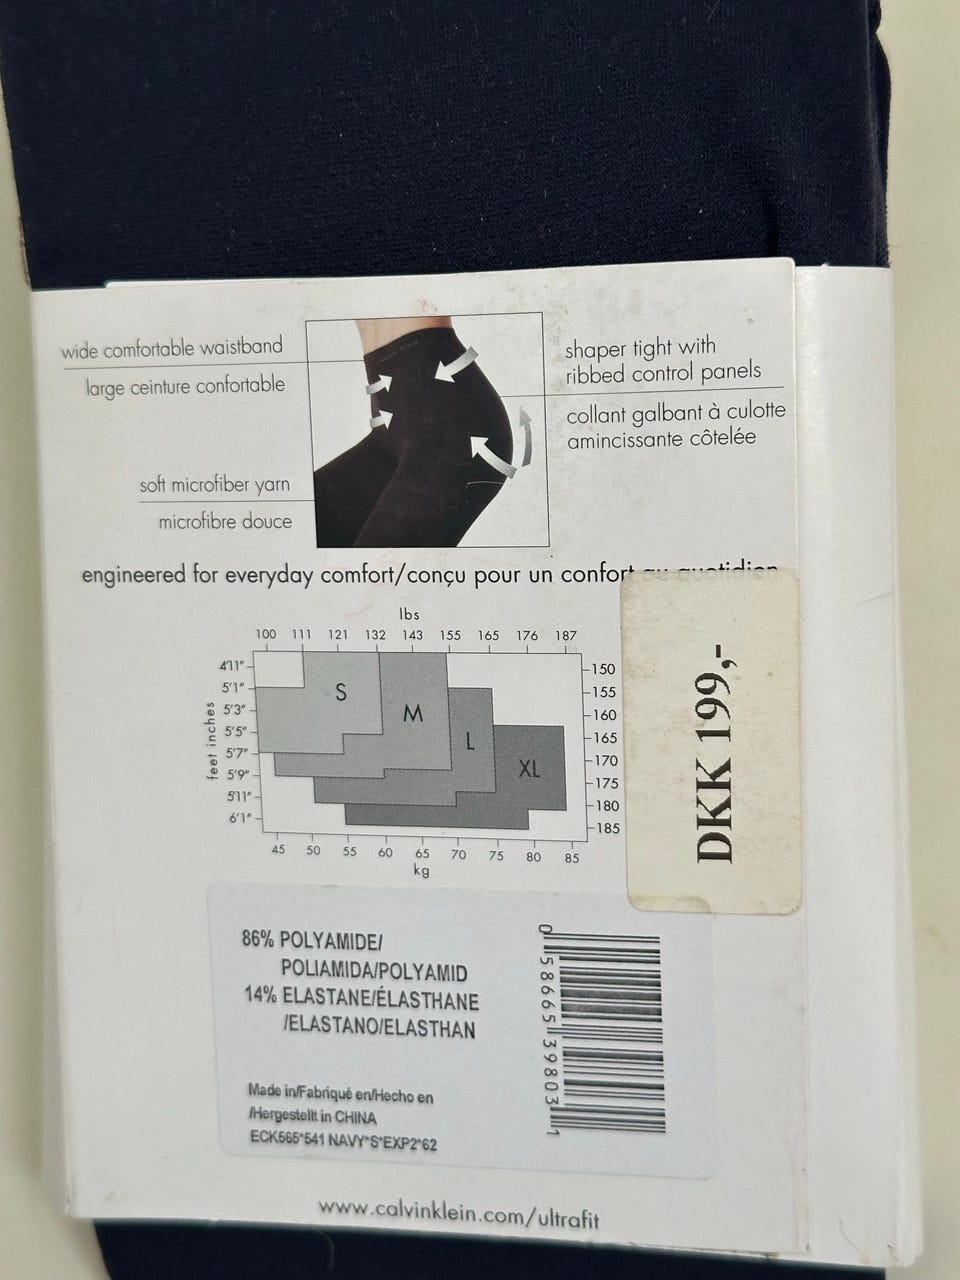 wide comfortable waistband
large ceinture confortable
soft microfiber yarn
microfibre douce
shaper tight with
ribbed control panels
collant galbant à culotte
amincissante côtelée
engineered for everyday comfort/conçu pour un confort au quotidien
lbs
100 111 121 132 143 155 165 176 187
feet inches
4'11"
5'1"
5'3"
5'5"
5'7"
5'9"
5'11"
6'1"
S
M
L
XL
150
155
160
165
170
175
180
185
45 50 55 60 65 70 75 80 85
kg
DKK 199,-
86% POLYAMIDE/
POLIAMIDA/POLYAMID
14% ELASTANE/ÉLASTHANE
/ELASTANO/ELASTHAN
Made in/Fabriqué en/Hecho en
/Hergestellt in CHINA
ECK565*541 NAVY*S*EXP2*62
0 58665 39803 1
www.calvinklein.com/ultrafit